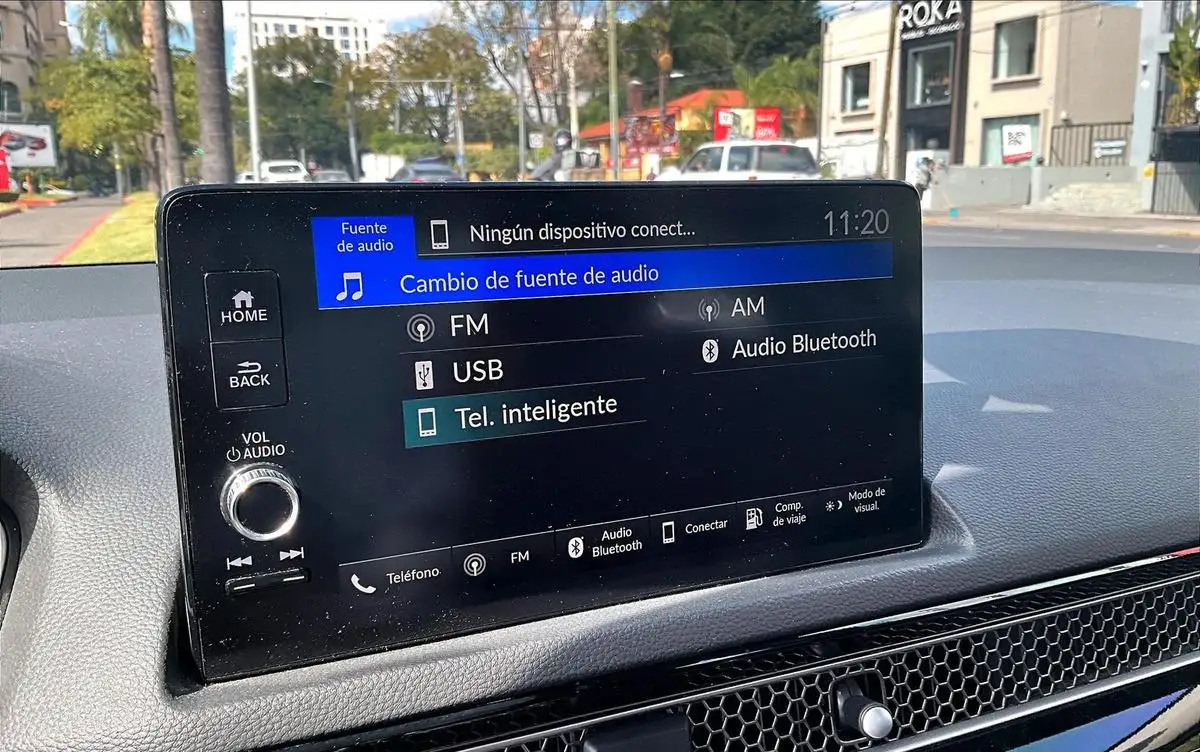 ROKA
Fuente
de audio
Ningún dispositivo conect...
11:20
Cambio de fuente de audio
HOME
FM
AM
BACK
USB
Audio Bluetooth
Tel. inteligente
VOL
AUDIO
Teléfono
FM
Audio
Bluetooth
Conectar
Comp.
de viaje
Modo de
visual.